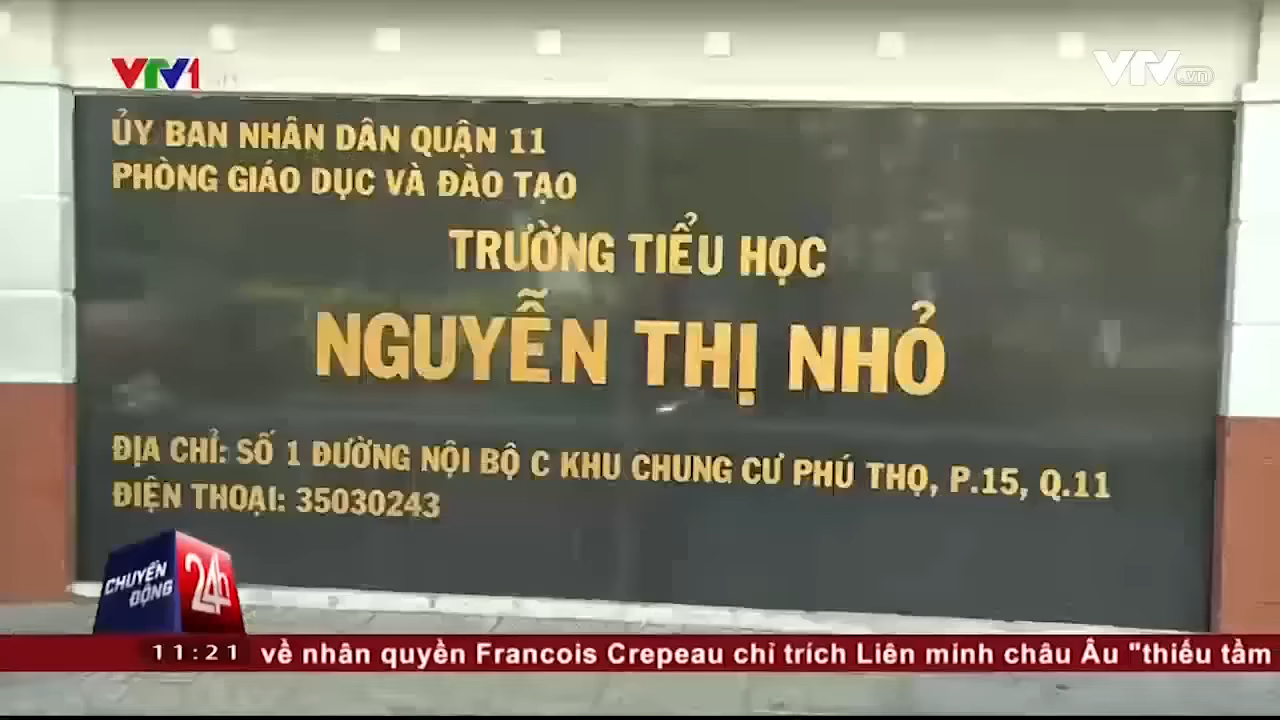 VTV1
VTV.vn
ỦY BAN NHÂN DÂN QUẬN 11
PHÒNG GIÁO DỤC VÀ ĐÀO TẠO
TRƯỜNG TIỂU HỌC
NGUYỄN THỊ NHỎ
ĐỊA CHỈ: SỐ 1 ĐƯỜNG NỘI BỘ C KHU CHUNG CƯ PHÚ THỌ, P.15, Q.11
ĐIỆN THOẠI: 35030243
CHUYỂN
ĐỘNG
24h
11:21 về nhân quyền Francois Crepeau chỉ trích Liên minh châu Âu "thiếu tầm